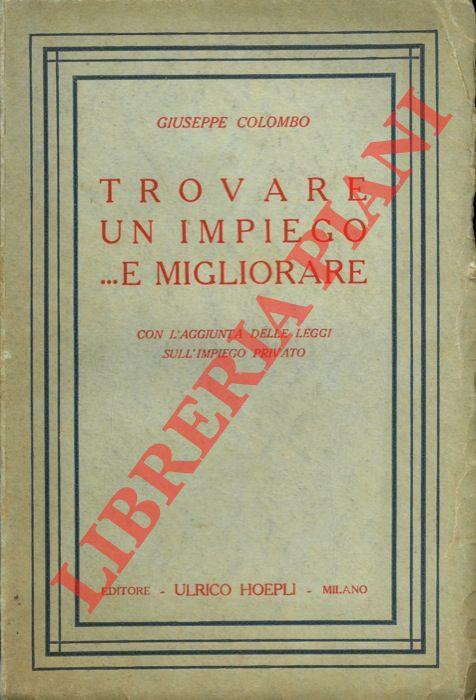 GIUSEPPE COLOMBO
TROVARE
UN IMPIEGO
...E MIGLIORARE
CON L'AGGIUNTA DELLE LEGGI
SULL'IMPIEGO PRIVATO
EDITORE - ULRICO HOEPLI - MILANO
LIBRERIA PIANI